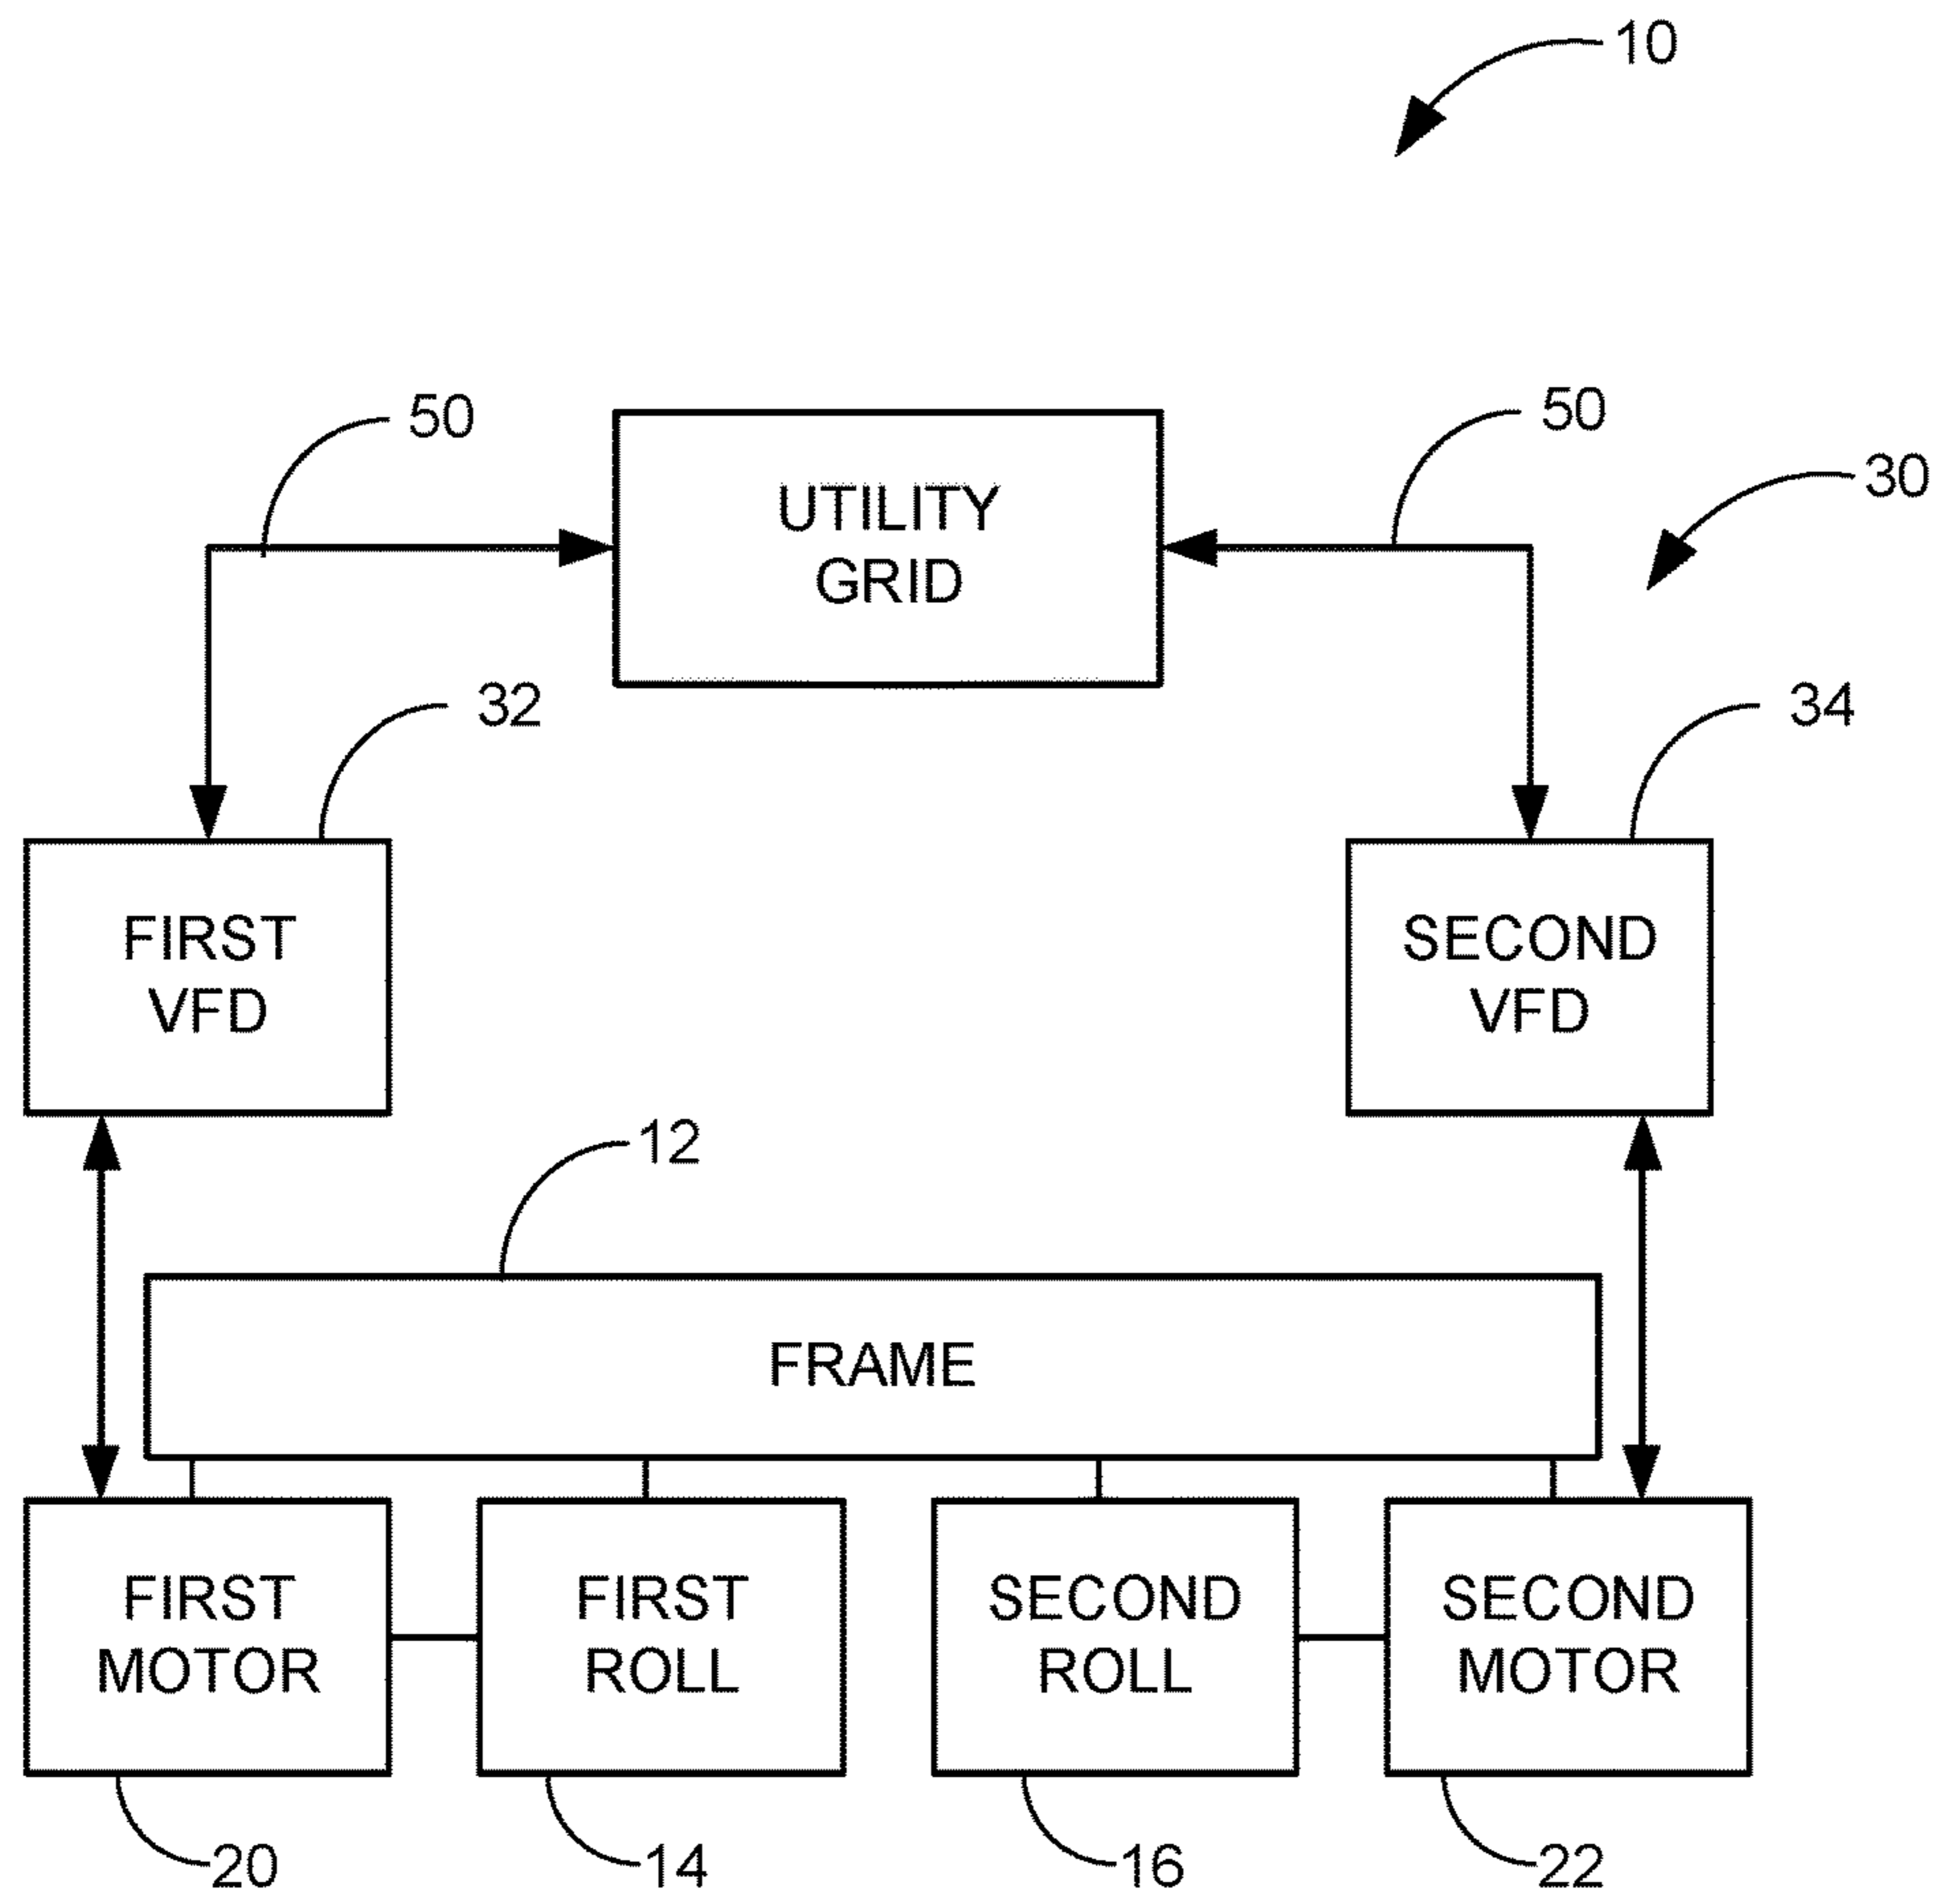 10
50
50
UTILITY
GRID
30
32
34
FIRST
VFD
SECOND
VFD
12
FRAME
FIRST
MOTOR
FIRST
ROLL
SECOND
ROLL
SECOND
MOTOR
20
14
16
22